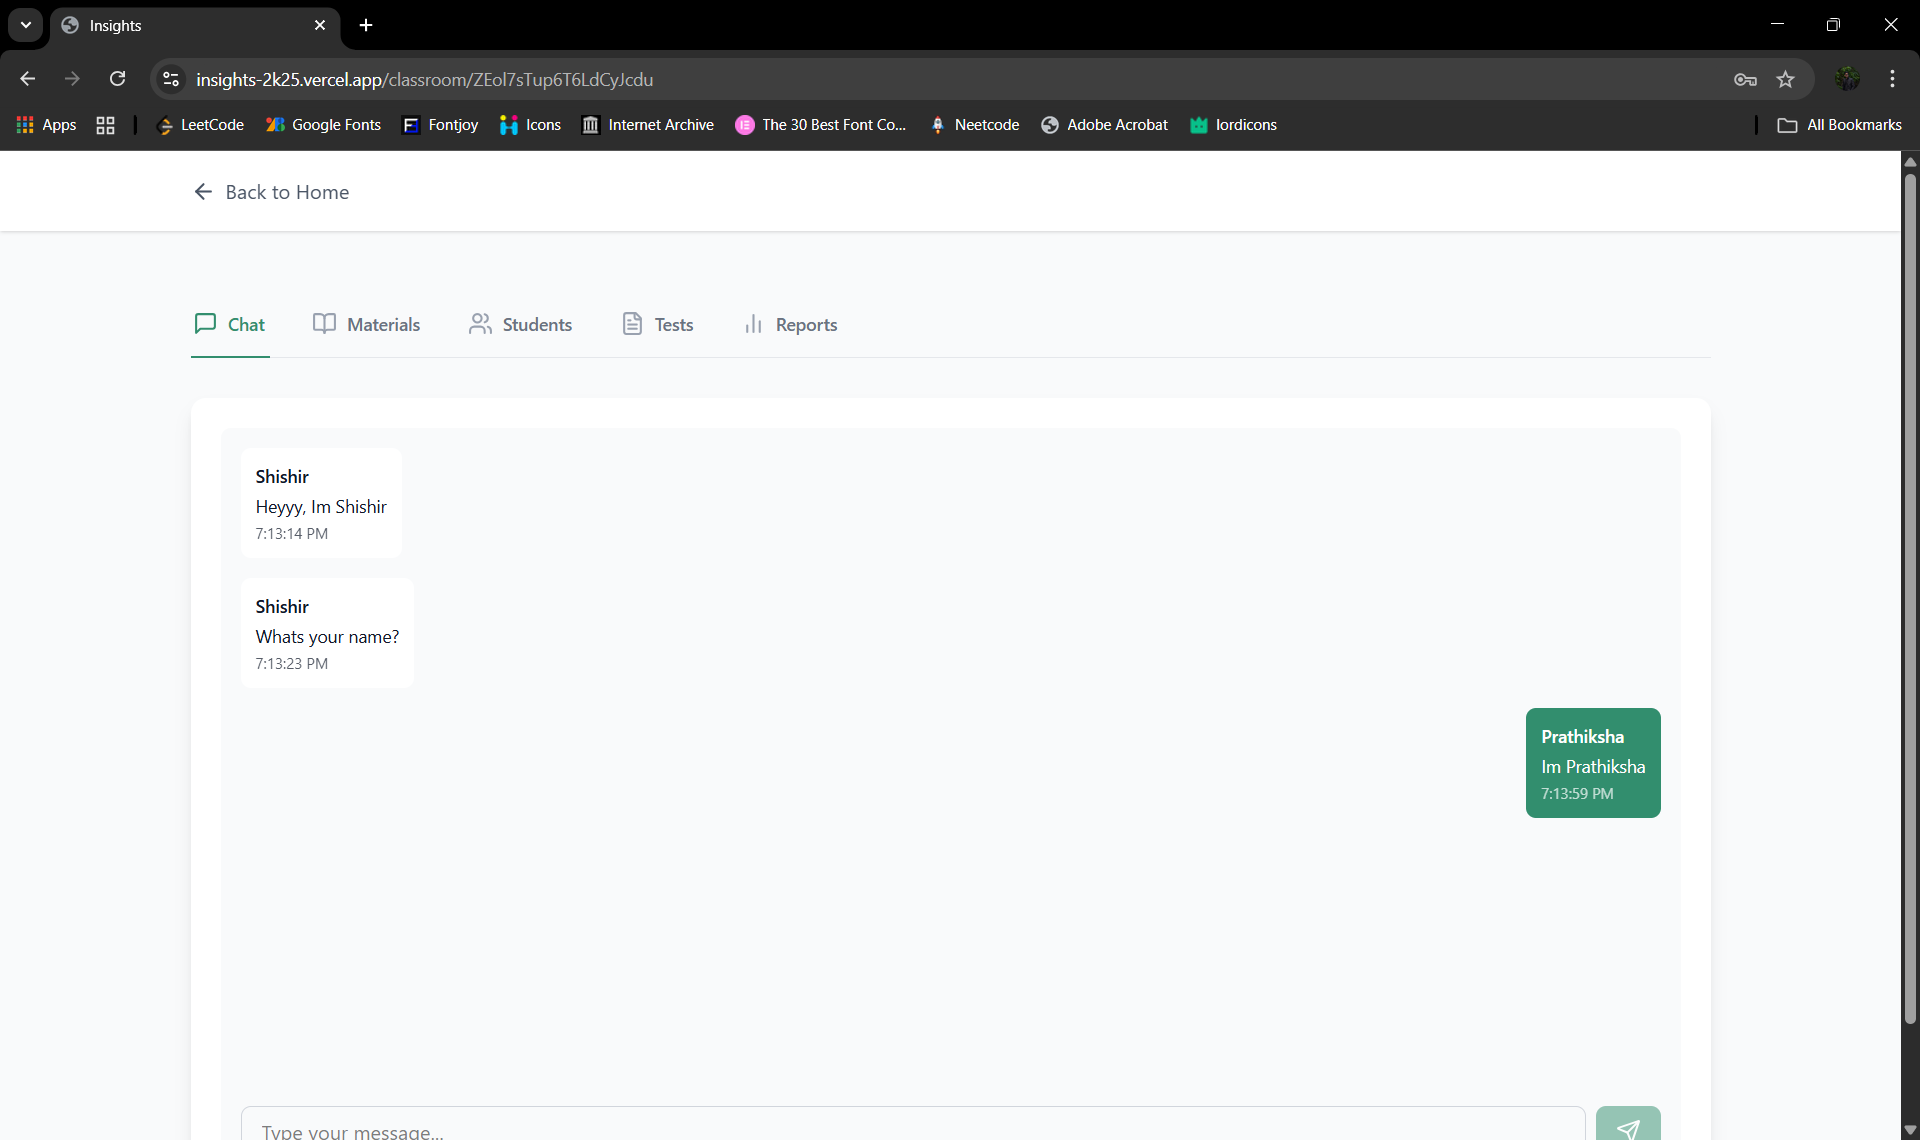 Insights
insights-2k25.vercel.app/classroom/ZEol7sTup6T6LdCyJcdu
Apps
LeetCode
Google Fonts
Fontjoy
Icons
Internet Archive
The 30 Best Font Co...
Neetcode
Adobe Acrobat
lordicons
All Bookmarks
Back to Home
Chat
Materials
Students
Tests
Reports
Shishir
Heyyy, Im Shishir
7:13:14 PM
Shishir
Whats your name?
7:13:23 PM
Prathiksha
Im Prathiksha
7:13:59 PM
Type your message...